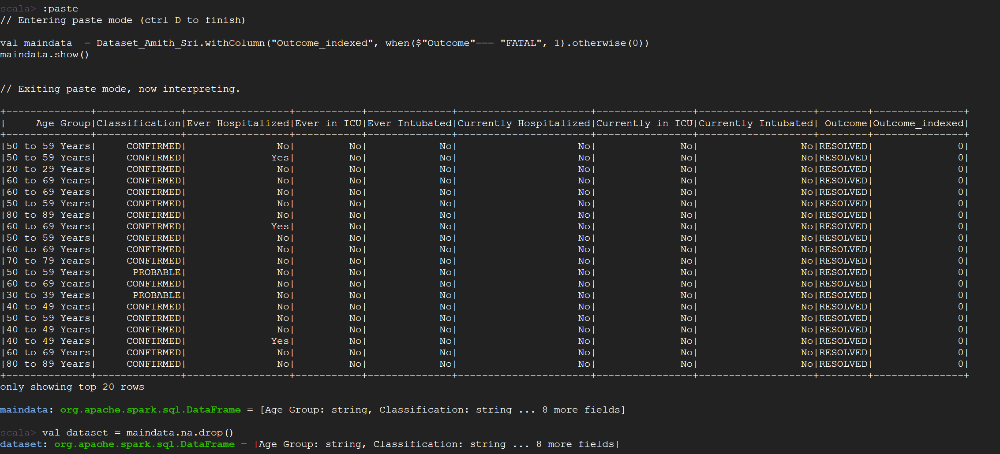 scala> :paste
// Entering paste mode (ctrl-D to finish)
val maindata  = Dataset_Amith_Sri.withColumn("Outcome_indexed", when($"Outcome"=== "FATAL", 1).otherwise(0))
maindata.show()
// Exiting paste mode, now interpreting.
+--------------+--------------+-----------------+-----------+--------------+----------------------+----------------+-------------------+--------+---------------+
|     Age Group|Classification|Ever Hospitalized|Ever in ICU|Ever Intubated|Currently Hospitalized|Currently in ICU|Currently Intubated| Outcome|Outcome_indexed|
+--------------+--------------+-----------------+-----------+--------------+----------------------+----------------+-------------------+--------+---------------+
|50 to 59 Years|     CONFIRMED|               No|         No|            No|                    No|              No|                 No|RESOLVED|              0|
|50 to 59 Years|     CONFIRMED|              Yes|         No|            No|                    No|              No|                 No|RESOLVED|              0|
|20 to 29 Years|     CONFIRMED|               No|         No|            No|                    No|              No|                 No|RESOLVED|              0|
|60 to 69 Years|     CONFIRMED|               No|         No|            No|                    No|              No|                 No|RESOLVED|              0|
|60 to 69 Years|     CONFIRMED|               No|         No|            No|                    No|              No|                 No|RESOLVED|              0|
|50 to 59 Years|     CONFIRMED|               No|         No|            No|                    No|              No|                 No|RESOLVED|              0|
|80 to 89 Years|     CONFIRMED|               No|         No|            No|                    No|              No|                 No|RESOLVED|              0|
|60 to 69 Years|     CONFIRMED|              Yes|         No|            No|                    No|              No|                 No|RESOLVED|              0|
|50 to 59 Years|     CONFIRMED|               No|         No|            No|                    No|              No|                 No|RESOLVED|              0|
|60 to 69 Years|     CONFIRMED|               No|         No|            No|                    No|              No|                 No|RESOLVED|              0|
|70 to 79 Years|     CONFIRMED|               No|         No|            No|                    No|              No|                 No|RESOLVED|              0|
|50 to 59 Years|      PROBABLE|               No|         No|            No|                    No|              No|                 No|RESOLVED|              0|
|60 to 69 Years|     CONFIRMED|               No|         No|            No|                    No|              No|                 No|RESOLVED|              0|
|30 to 39 Years|      PROBABLE|               No|         No|            No|                    No|              No|                 No|RESOLVED|              0|
|40 to 49 Years|     CONFIRMED|               No|         No|            No|                    No|              No|                 No|RESOLVED|              0|
|50 to 59 Years|     CONFIRMED|               No|         No|            No|                    No|              No|                 No|RESOLVED|              0|
|40 to 49 Years|     CONFIRMED|               No|         No|            No|                    No|              No|                 No|RESOLVED|              0|
|40 to 49 Years|     CONFIRMED|              Yes|         No|            No|                    No|              No|                 No|RESOLVED|              0|
|60 to 69 Years|     CONFIRMED|               No|         No|            No|                    No|              No|                 No|RESOLVED|              0|
|80 to 89 Years|     CONFIRMED|               No|         No|            No|                    No|              No|                 No|RESOLVED|              0|
+--------------+--------------+-----------------+-----------+--------------+----------------------+----------------+-------------------+--------+---------------+
only showing top 20 rows
maindata: org.apache.spark.sql.DataFrame = [Age Group: string, Classification: string ... 8 more fields]
scala> val dataset = maindata.na.drop()
dataset: org.apache.spark.sql.DataFrame = [Age Group: string, Classification: string ... 8 more fields]